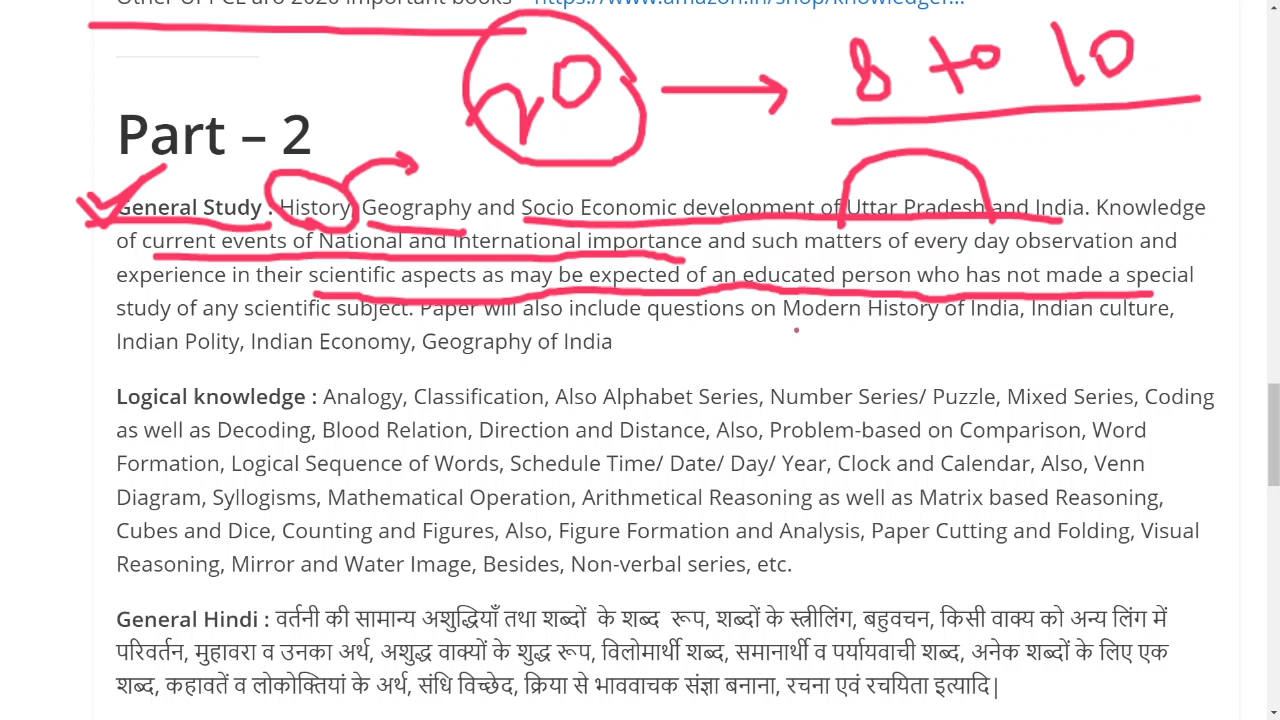 Other UPPCL aro 2020 important books – https://www.amazon.in/shop/knowledgef...
20 → 8 to 10
Part – 2
General Study : History, Geography and Socio Economic development of Uttar Pradesh and India. Knowledge
of current events of National and International importance and such matters of every day observation and
experience in their scientific aspects as may be expected of an educated person who has not made a special
study of any scientific subject. Paper will also include questions on Modern History of India, Indian culture,
Indian Polity, Indian Economy, Geography of India
Logical knowledge : Analogy, Classification, Also Alphabet Series, Number Series/ Puzzle, Mixed Series, Coding
as well as Decoding, Blood Relation, Direction and Distance, Also, Problem-based on Comparison, Word
Formation, Logical Sequence of Words, Schedule Time/ Date/ Day/ Year, Clock and Calendar, Also, Venn
Diagram, Syllogisms, Mathematical Operation, Arithmetical Reasoning as well as Matrix based Reasoning,
Cubes and Dice, Counting and Figures, Also, Figure Formation and Analysis, Paper Cutting and Folding, Visual
Reasoning, Mirror and Water Image, Besides, Non-verbal series, etc.
General Hindi : वर्तनी की सामान्य अशुद्धियाँ तथा शब्दों के शब्द रूप, शब्दों के स्त्रीलिंग, बहुवचन, किसी वाक्य को अन्य लिंग में
परिवर्तन, मुहावरा व उनका अर्थ, अशुद्ध वाक्यों के शुद्ध रूप, विलोमार्थी शब्द, समानार्थी व पर्यायवाची शब्द, अनेक शब्दों के लिए एक
शब्द, कहावतें व लोकोक्तियां के अर्थ, संधि विच्छेद, क्रिया से भाववाचक संज्ञा बनाना, रचना एवं रचयिता इत्यादि|